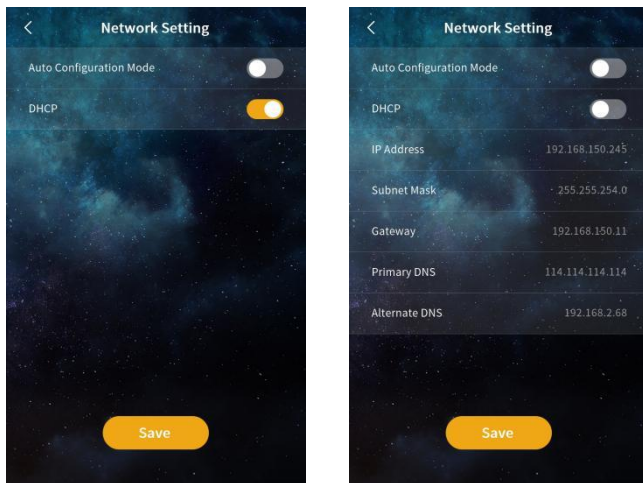 Network Setting
Auto Configuration Mode
DHCP
Save
Network Setting
Auto Configuration Mode
DHCP
IP Address 192.168.150.245
Subnet Mask 255.255.254.0
Gateway 192.168.150.11
Primary DNS 114.114.114.114
Alternate DNS 192.168.2.68
Save